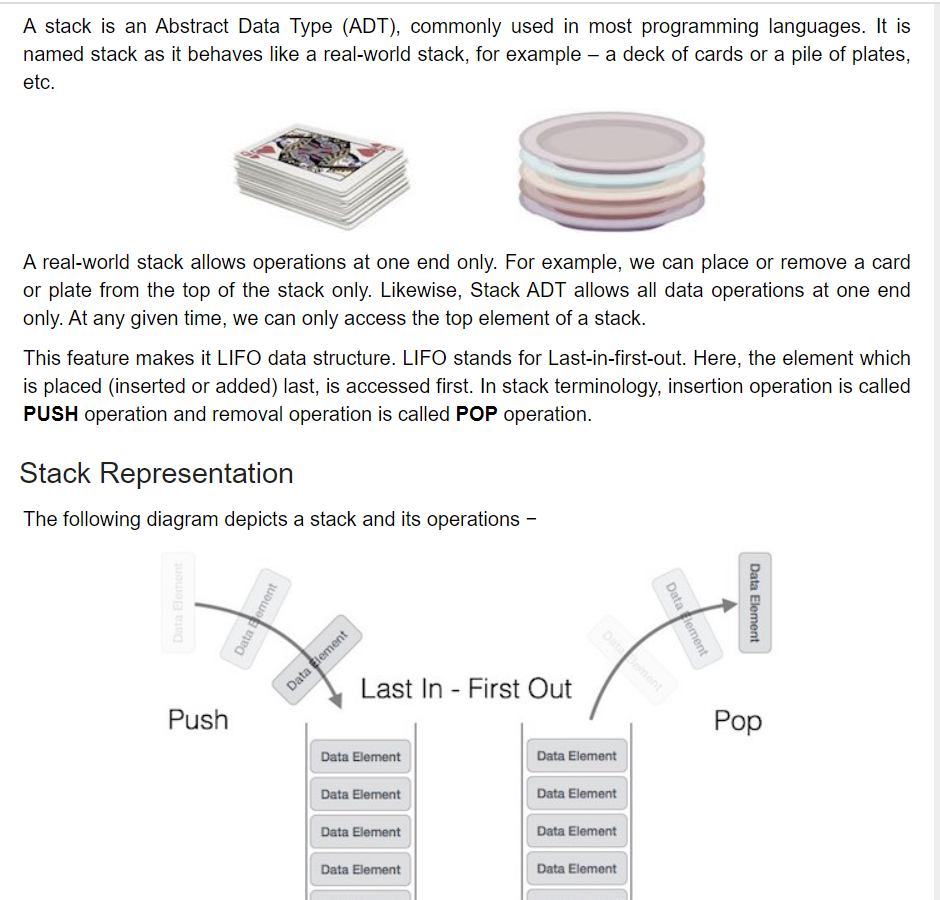 A stack is an Abstract Data Type (ADT), commonly used in most programming languages. It is
named stack as it behaves like a real-world stack, for example – a deck of cards or a pile of plates,
etc.
A real-world stack allows operations at one end only. For example, we can place or remove a card
or plate from the top of the stack only. Likewise, Stack ADT allows all data operations at one end
only. At any given time, we can only access the top element of a stack.
This feature makes it LIFO data structure. LIFO stands for Last-in-first-out. Here, the element which
is placed (inserted or added) last, is accessed first. In stack terminology, insertion operation is called
PUSH operation and removal operation is called POP operation.
Stack Representation
The following diagram depicts a stack and its operations −
Data Element
Data Element
Data Element
Data Element
Data Element
Data Element
Last In - First Out
Push
Pop
Data Element
Data Element
Data Element
Data Element
Data Element
Data Element
Data Element
Data Element